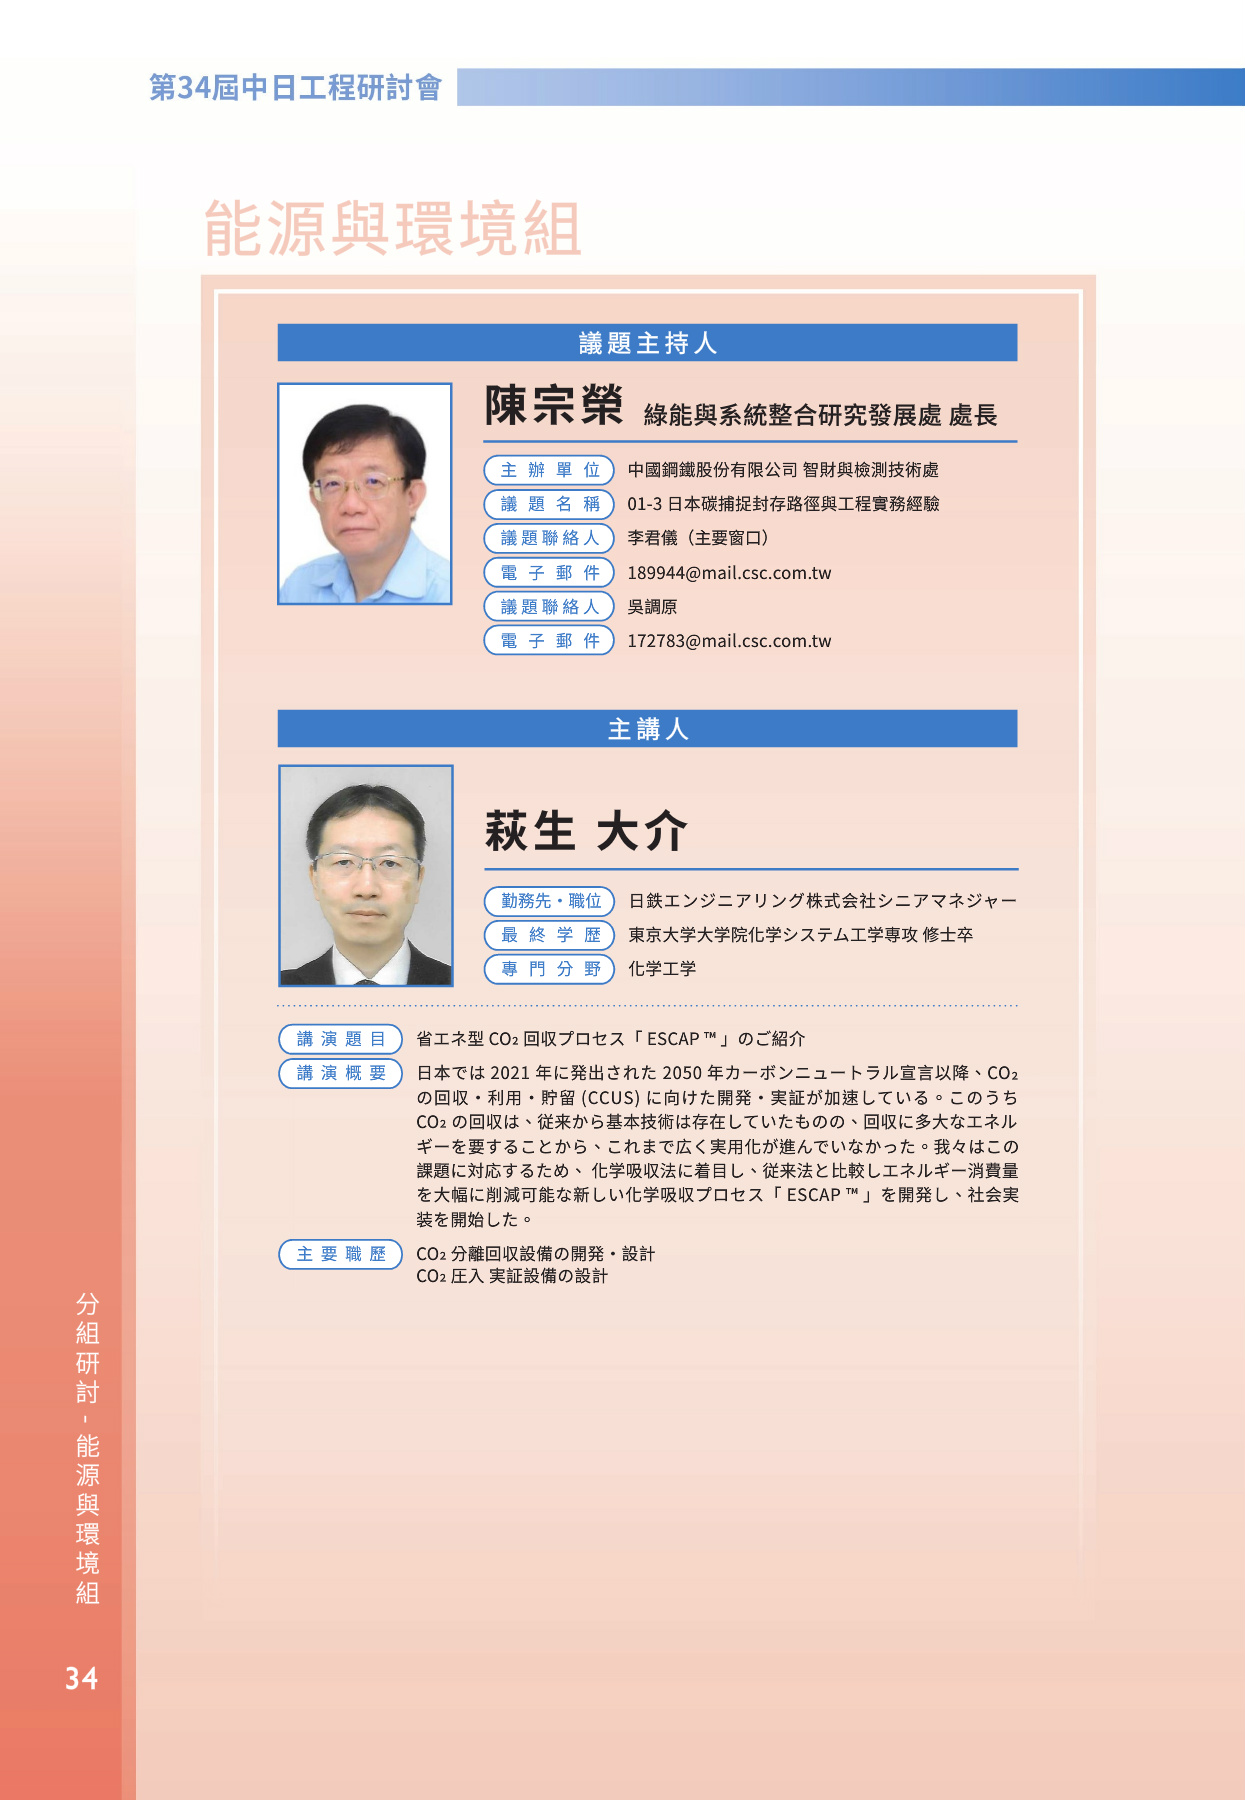 第34屆中日工程研討會
能源與環境組
議題主持人
陳宗榮 綠能與系統整合研究發展處 處長
主辦單位 中國鋼鐵股份有限公司 智財與檢測技術處
議題名稱 01-3 日本碳捕捉封存路徑與工程實務經驗
議題聯絡人 李君儀（主要窗口）
電子郵件 189944@mail.csc.com.tw
議題聯絡人 吳調原
電子郵件 172783@mail.csc.com.tw
主講人
萩生 大介
勤務先・職位 日鉄エンジニアリング株式会社シニアマネジャー
最終学歴 東京大学大学院化学システム工学専攻 修士卒
專門分野 化学工学
講演題目 省エネ型 CO₂ 回収プロセス「 ESCAP ™ 」のご紹介
講演概要 日本では 2021 年に発出された 2050 年カーボンニュートラル宣言以降、CO₂
の回収・利用・貯留 (CCUS) に向けた開発・実証が加速している。このうち
CO₂ の回収は、従来から基本技術は存在していたものの、回収に多大なエネル
ギーを要することから、これまで広く実用化が進んでいなかった。我々はこの
課題に対応するため、 化学吸収法に着目し、従来法と比較しエネルギー消費量
を大幅に削減可能な新しい化学吸収プロセス「 ESCAP ™ 」を開発し、社会実
装を開始した。
主要職歴 CO₂ 分離回収設備の開発・設計
CO₂ 圧入 実証設備の設計
分組研討-能源與環境組
34